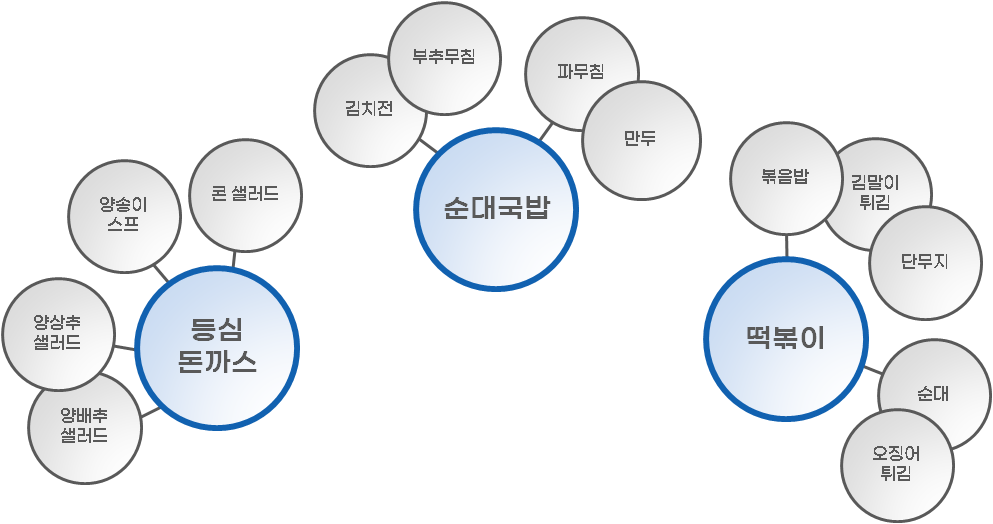 부추무침
김치전
파무침
만두
순대국밥
양송이
스프
콘 샐러드
양상추
샐러드
양배추
샐러드
등심
돈까스
볶음밥
김말이
튀김
단무지
떡볶이
순대
오징어
튀김